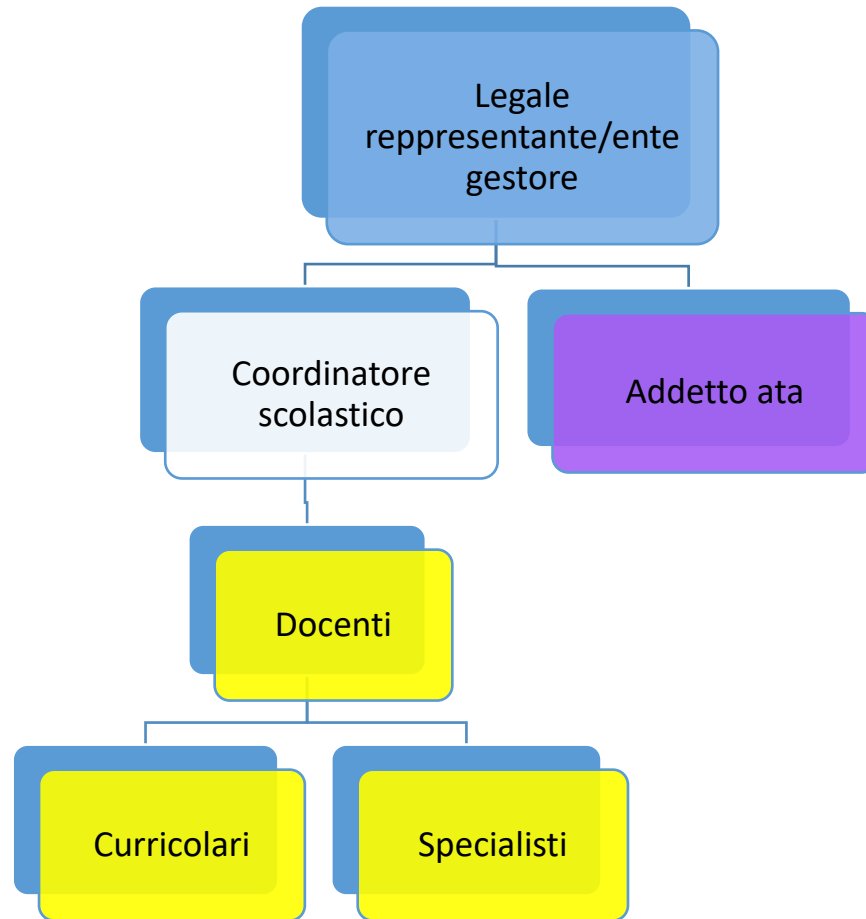 Legale
reppresentante/ente
gestore
Coordinatore
scolastico
Addetto ata
Docenti
Curricolari
Specialisti